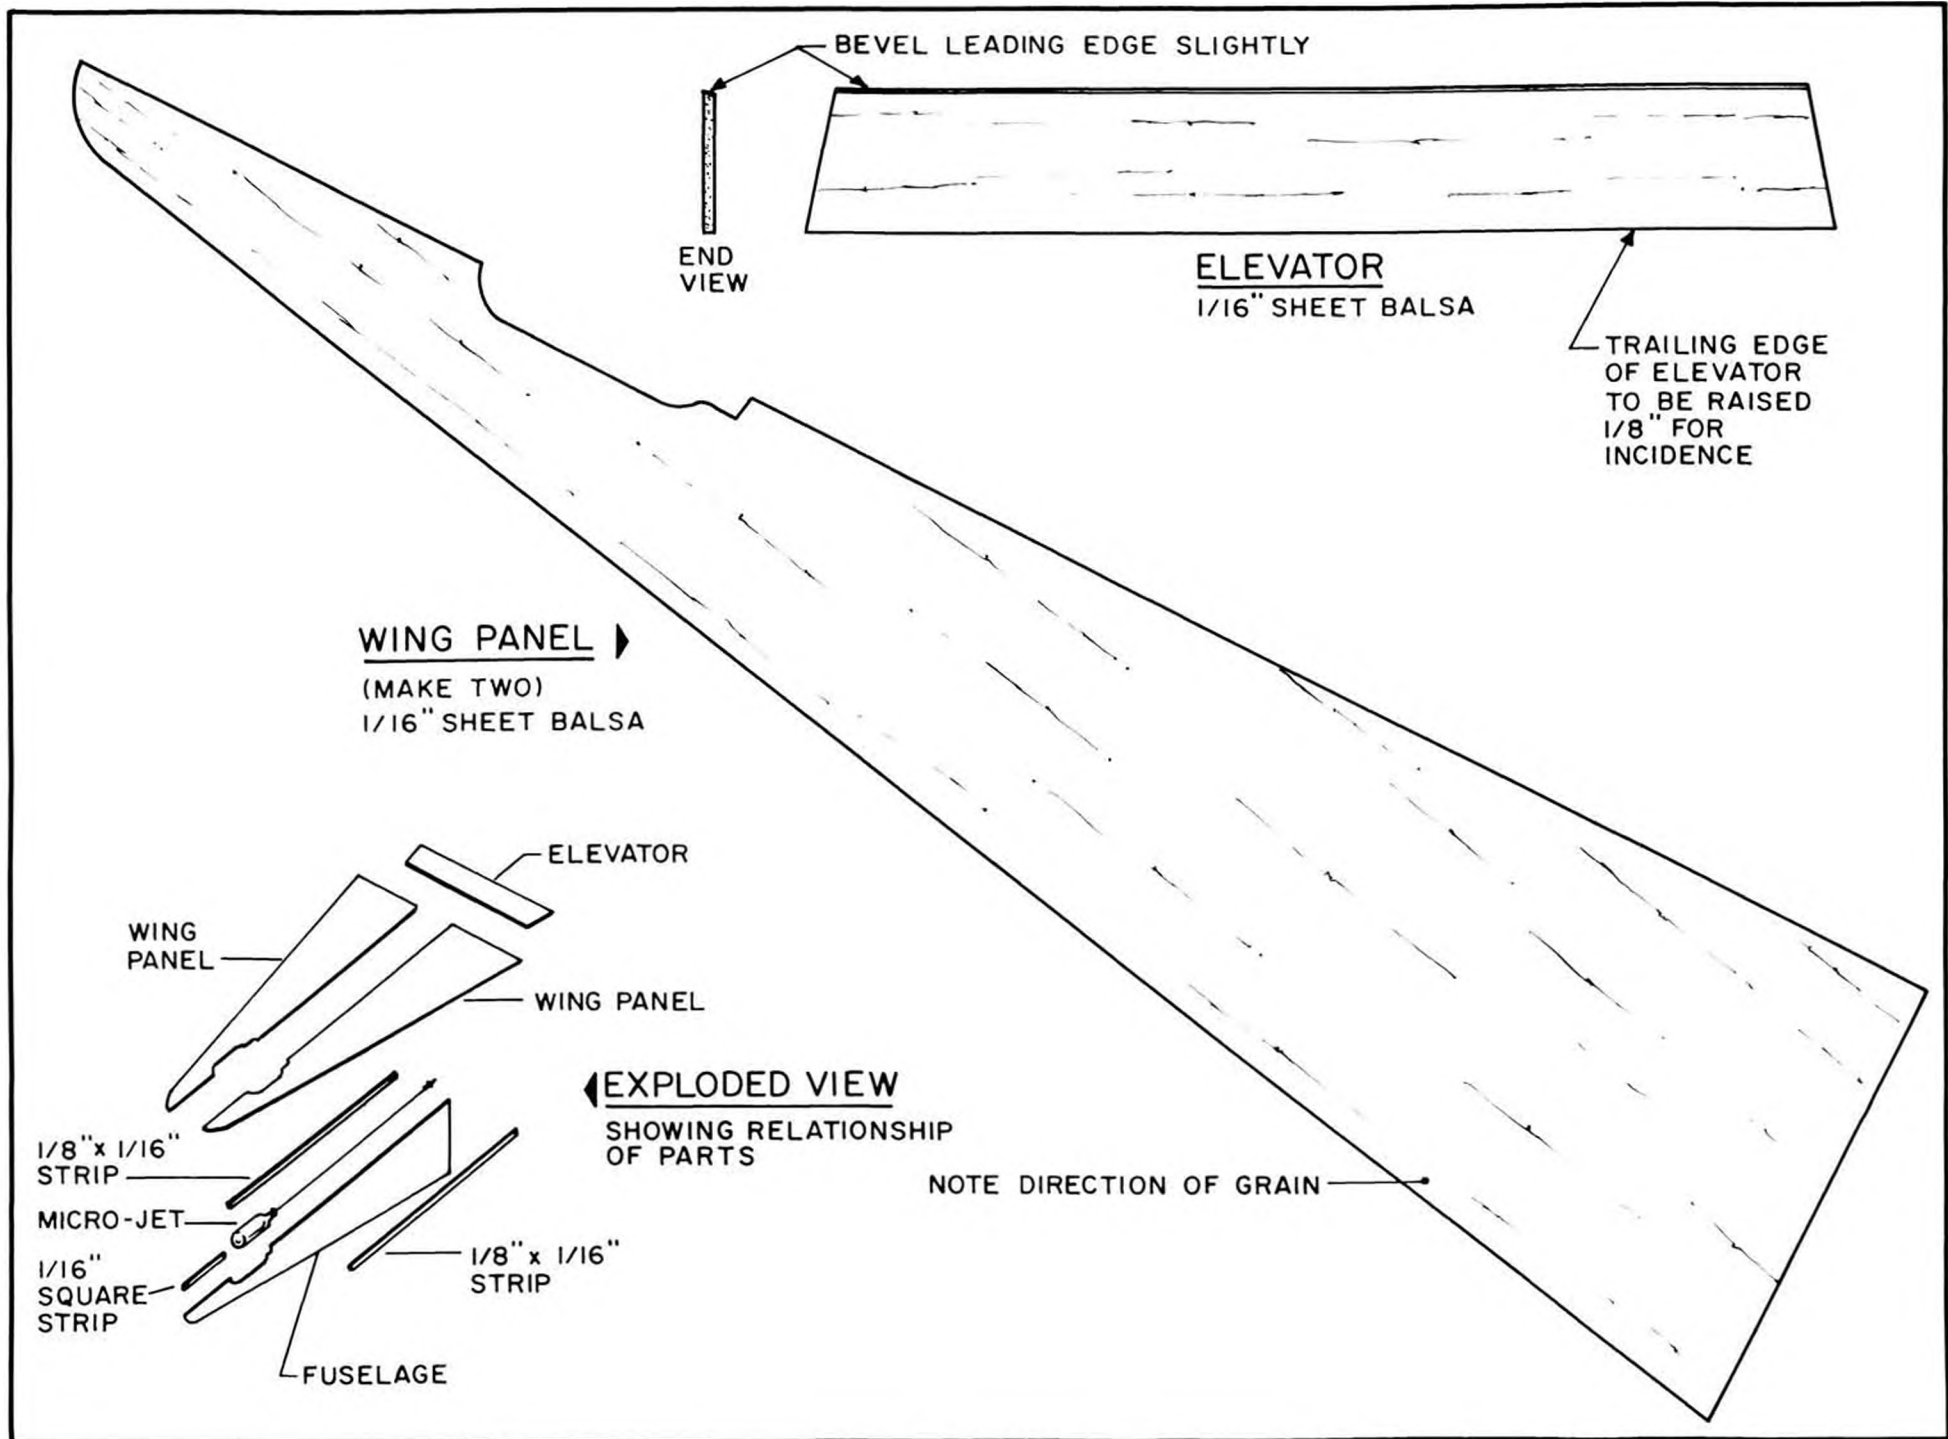 BEVEL LEADING EDGE SLIGHTLY
END
VIEW
ELEVATOR
1/16" SHEET BALSA
TRAILING EDGE
OF ELEVATOR
TO BE RAISED
1/8" FOR
INCIDENCE
WING PANEL
(MAKE TWO)
1/16" SHEET BALSA
ELEVATOR
WING
PANEL
WING PANEL
EXPLODED VIEW
SHOWING RELATIONSHIP
OF PARTS
1/8" x 1/16"
STRIP
MICRO-JET
1/16"
SQUARE
STRIP
1/8" x 1/16"
STRIP
FUSELAGE
NOTE DIRECTION OF GRAIN